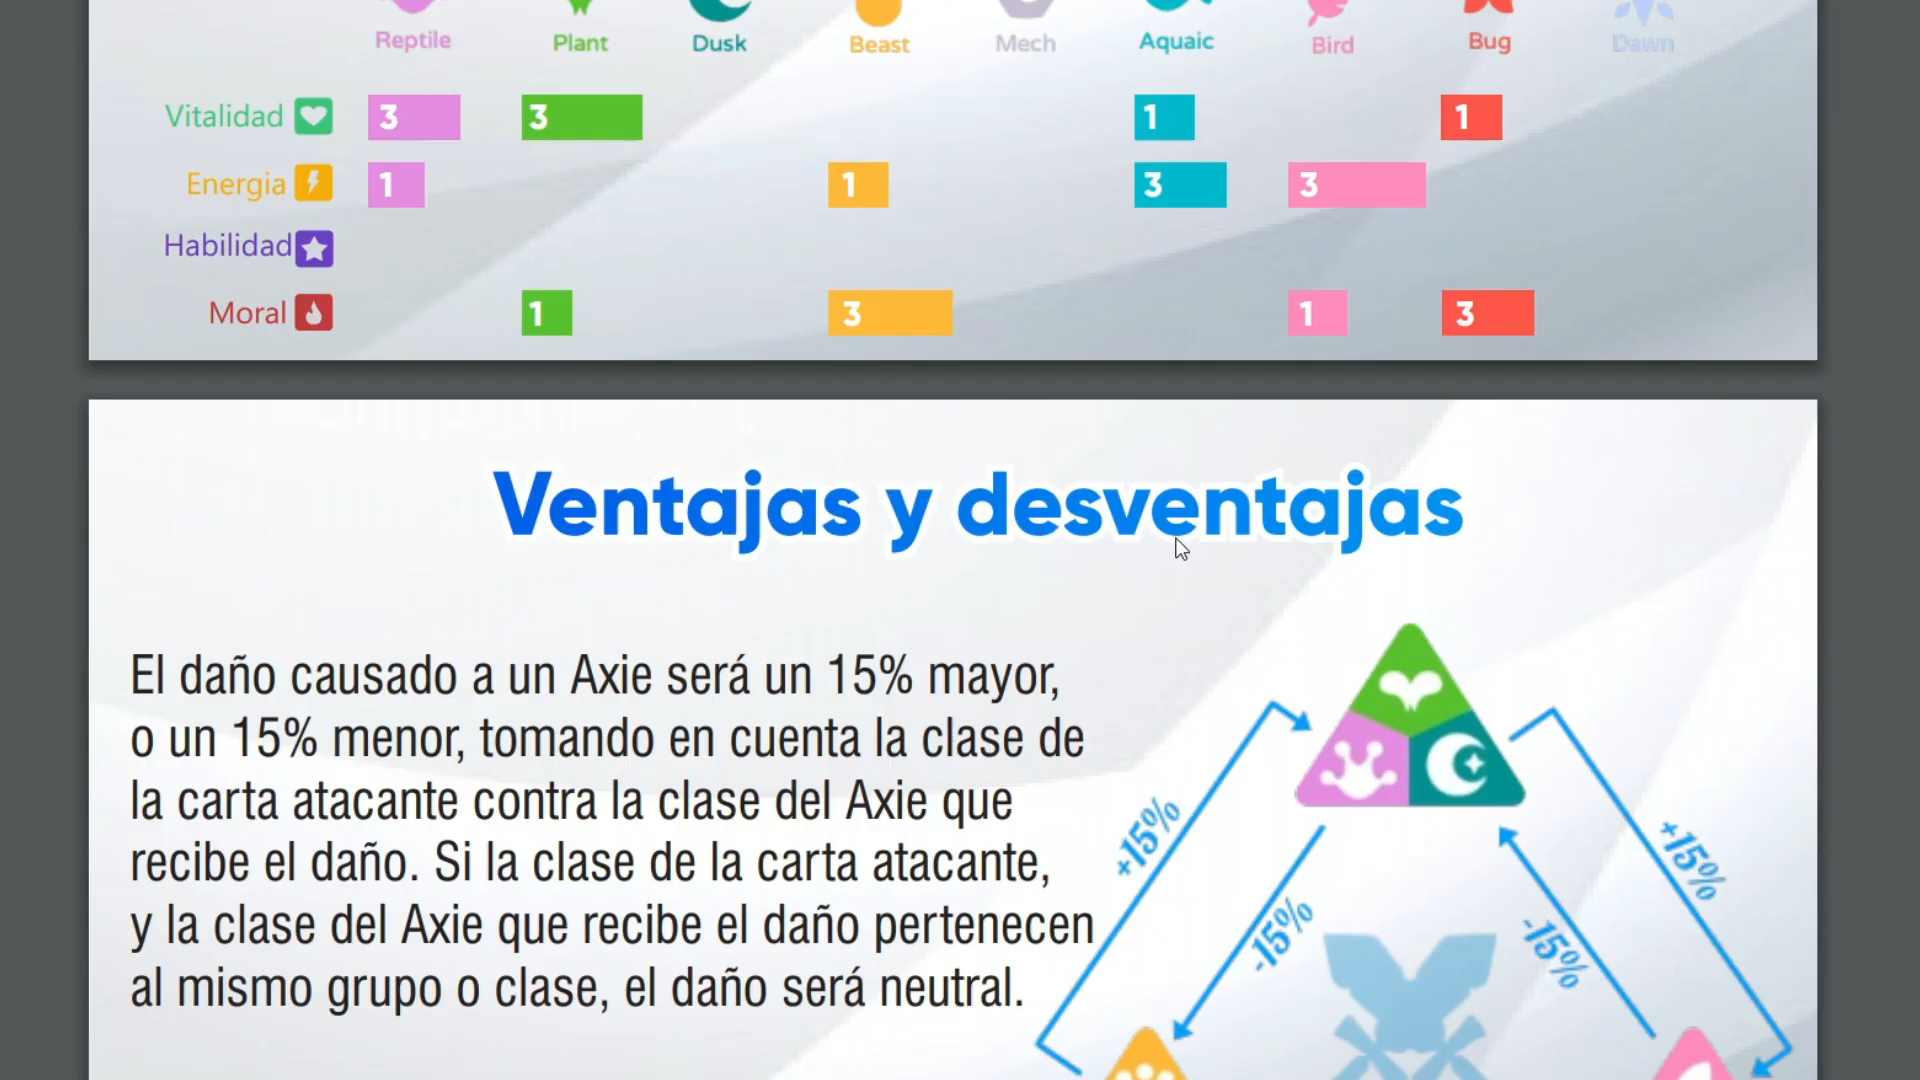 Reptile Plant Dusk Beast Mech Aquaic Bird Bug Dawn
Vitalidad 3 3 1 1
Energia 1 1 3 3
Habilidad
Moral 1 3 1 3
Ventajas y desventajas
El daño causado a un Axie será un 15% mayor,
o un 15% menor, tomando en cuenta la clase de
la carta atacante contra la clase del Axie que
recibe el daño. Si la clase de la carta atacante,
y la clase del Axie que recibe el daño pertenecen
al mismo grupo o clase, el daño será neutral.
+15%
-15%
-15%
+15%